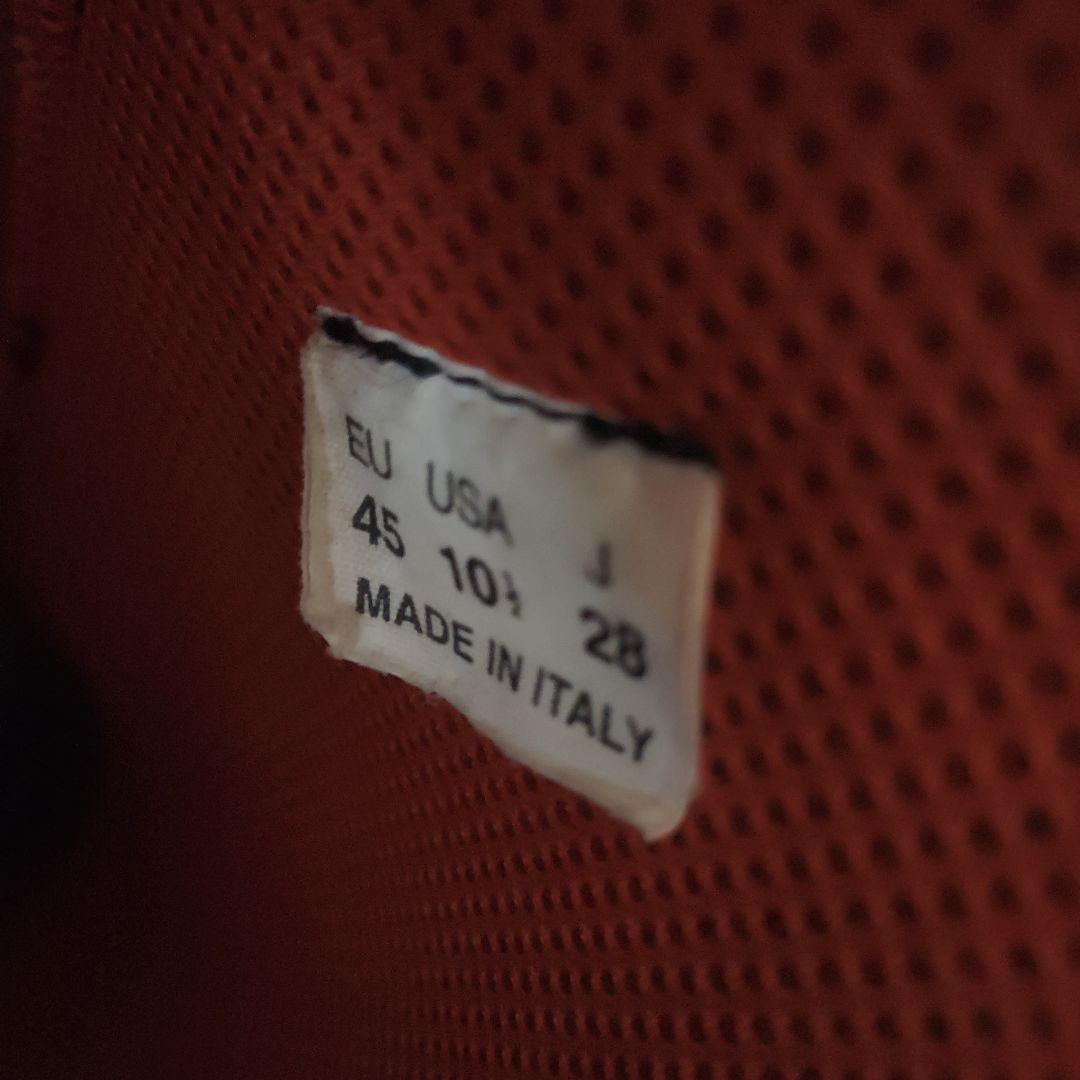 EU USA J
45 10½ 28
MADE IN ITALY